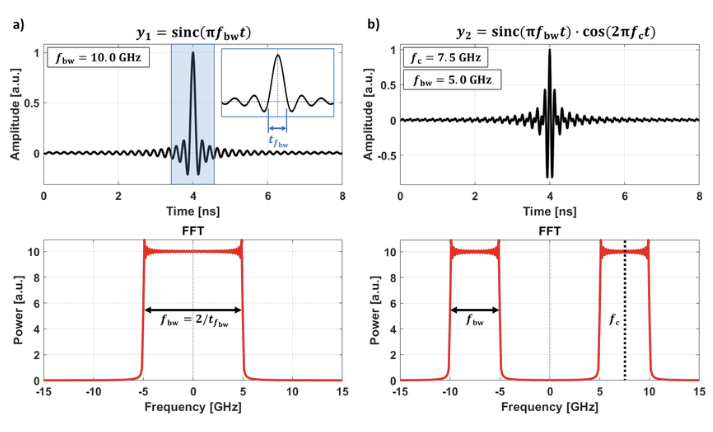 a)
y₁ = sinc(πf_bw t)
f_bw = 10.0 GHz
t_f_bw
Amplitude [a.u.]
1
0.5
0
0
2
4
6
8
Time [ns]
b)
y₂ = sinc(πf_bw t) · cos(2πf_c t)
f_c = 7.5 GHz
f_bw = 5.0 GHz
Amplitude [a.u.]
1
0.5
0
-0.5
0
2
4
6
8
Time [ns]
FFT
Power [a.u.]
10
8
6
4
2
0
f_bw = 2/t_f_bw
-15
-10
-5
0
5
10
15
Frequency [GHz]
FFT
Power [a.u.]
10
8
6
4
2
0
f_bw
f_c
-15
-10
-5
0
5
10
15
Frequency [GHz]